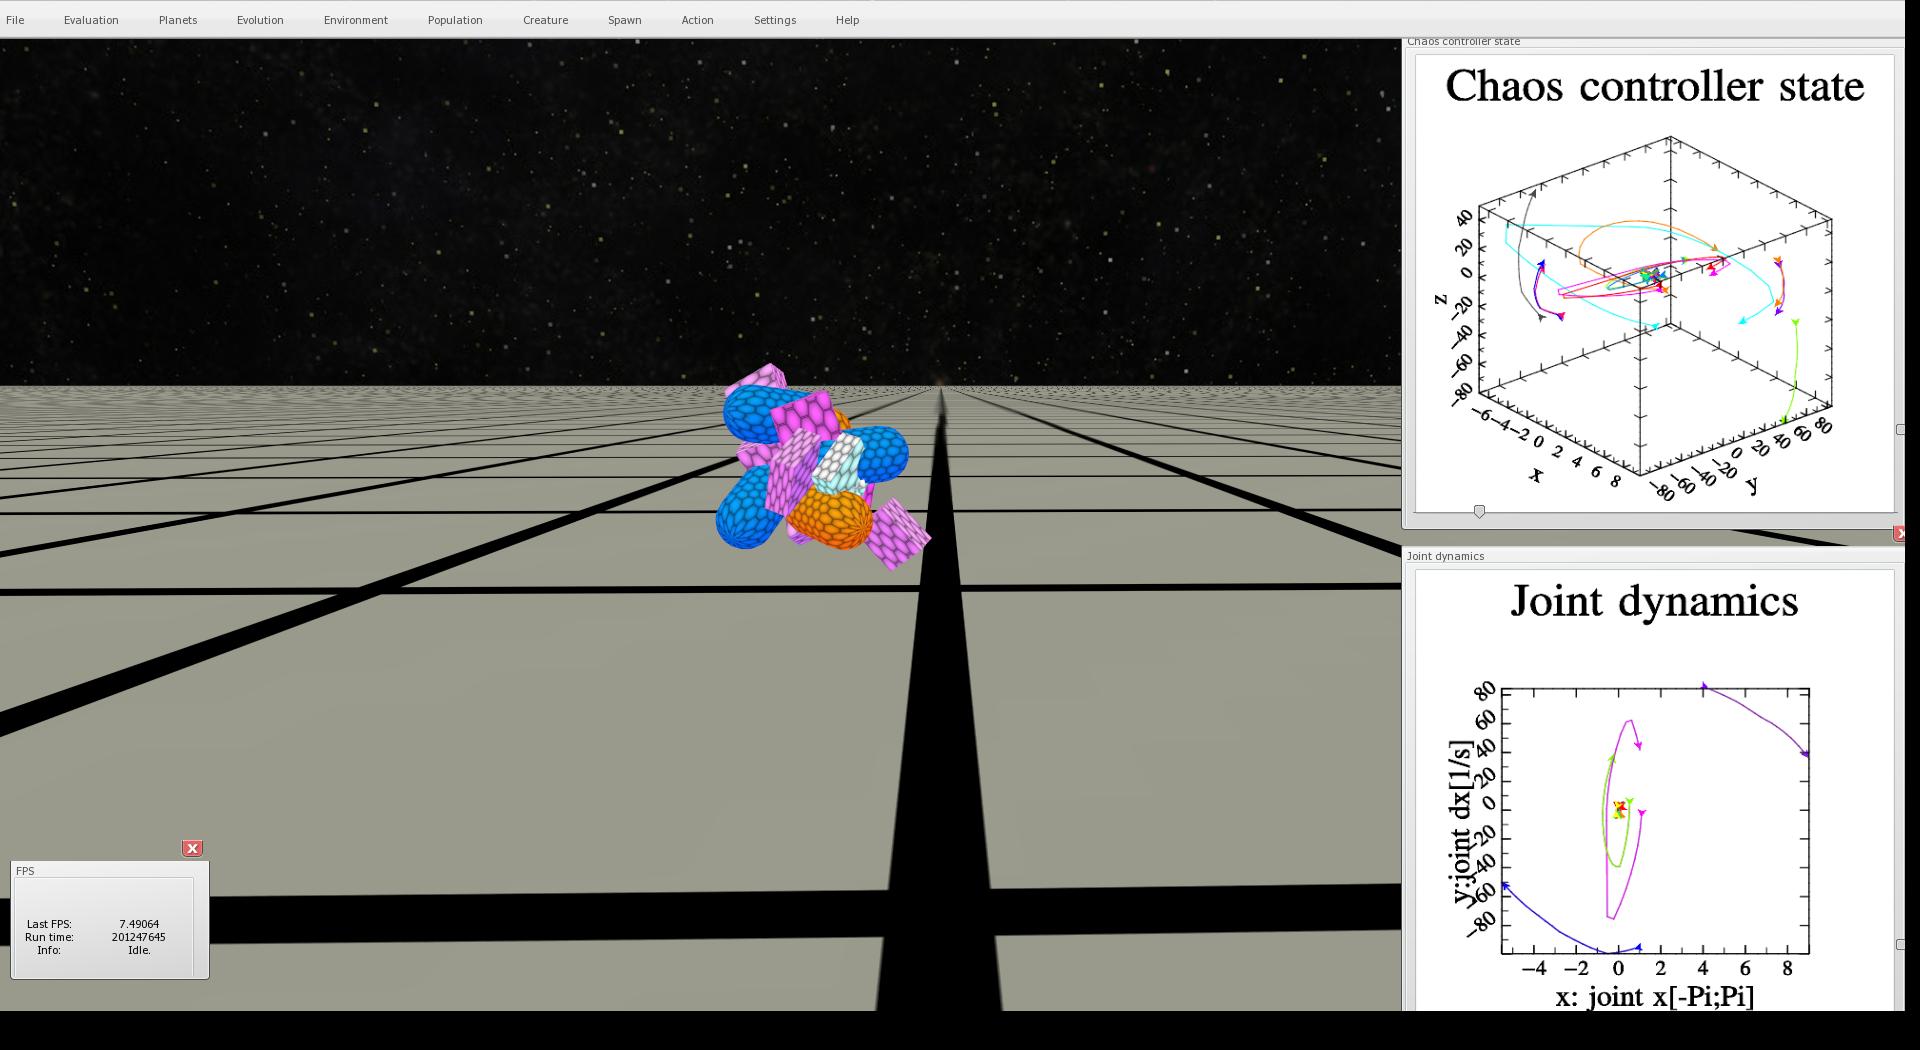 File Evaluation Planets Evolution Environment Population Creature Spawn Action Settings Help
Chaos controller state
Chaos controller state
40
20
0
−20
−40
−60
−80
z
−6 −4 −2 0 2 4 6 8
x
−80 −60 −40 −20 0 20 40 60 80
y
Joint dynamics
Joint dynamics
80
60
40
20
0
−20
−40
−60
−80
y:joint dx[1/s]
−4 −2 0 2 4 6 8
x: joint x[-Pi;Pi]
FPS
Last FPS: 7.49064
Run time: 201247645
Info: Idle.